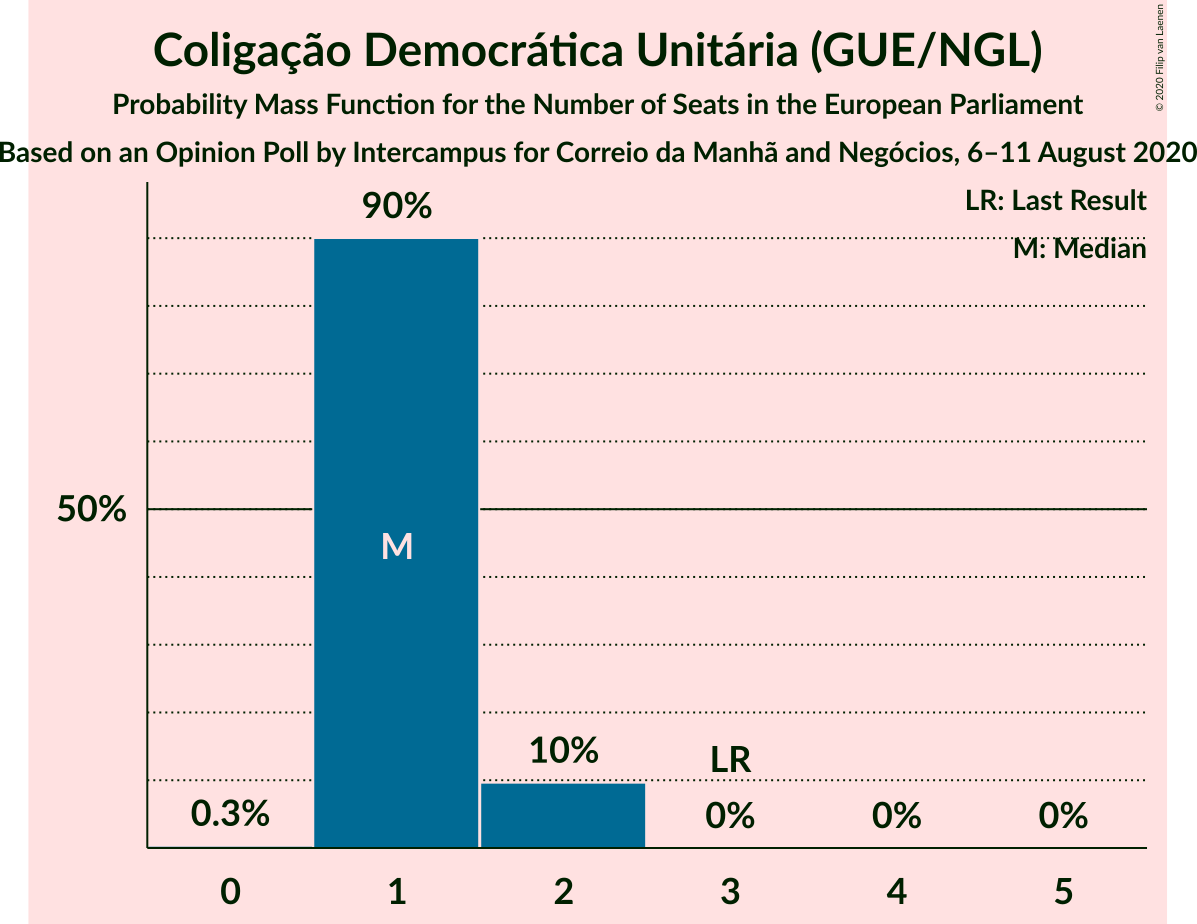 Coligação Democrática Unitária (GUE/NGL)
Probability Mass Function for the Number of Seats in the European Parliament
Based on an Opinion Poll by Intercampus for Correio da Manhã and Negócios, 6–11 August 2020
© 2020 Filip van Laenen
LR: Last Result
M: Median
90%
50%
M
10%
LR
0.3%
0%
0%
0%
0
1
2
3
4
5